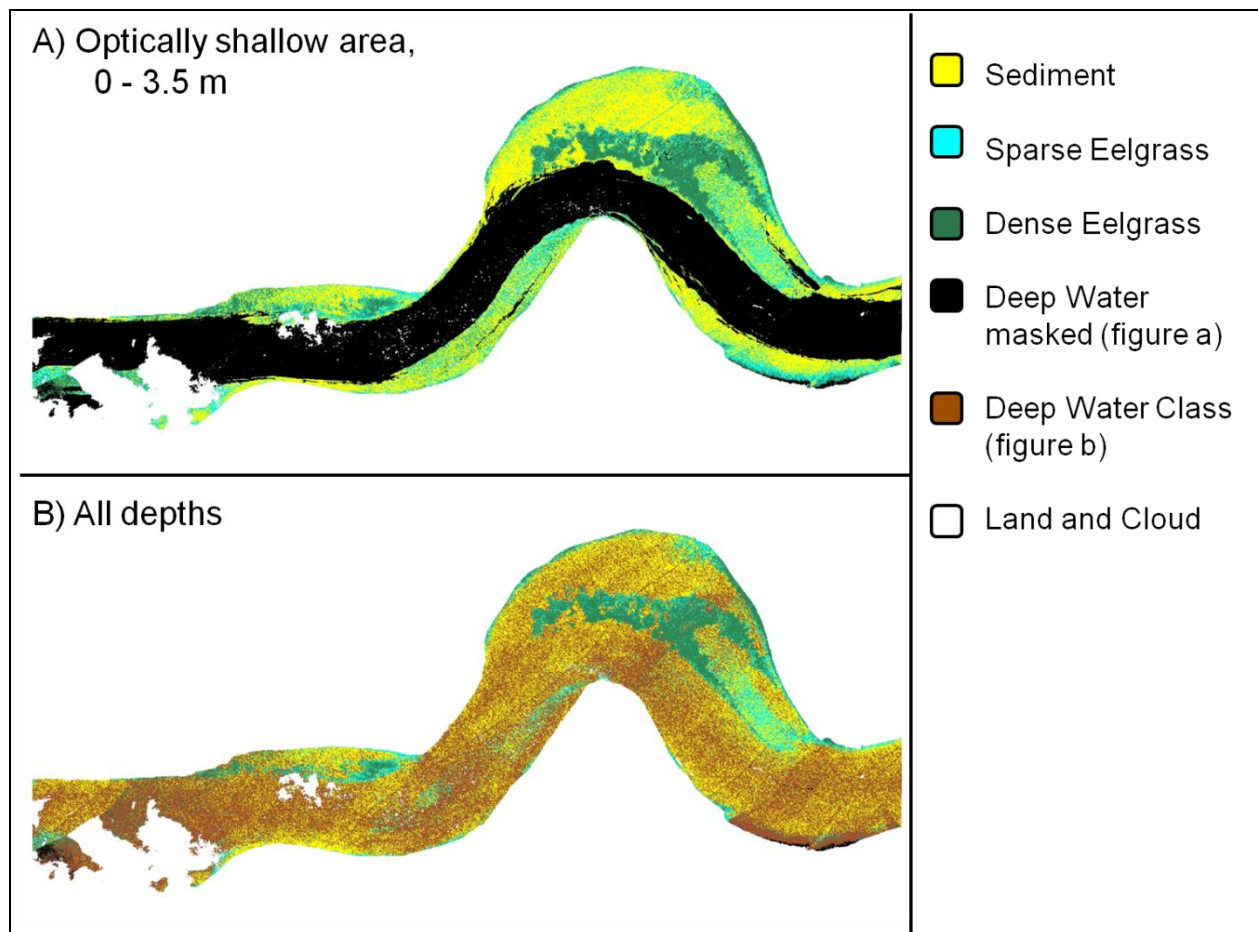 A) Optically shallow area,
0 - 3.5 m
B) All depths
Sediment
Sparse Eelgrass
Dense Eelgrass
Deep Water
masked (figure a)
Deep Water Class
(figure b)
Land and Cloud